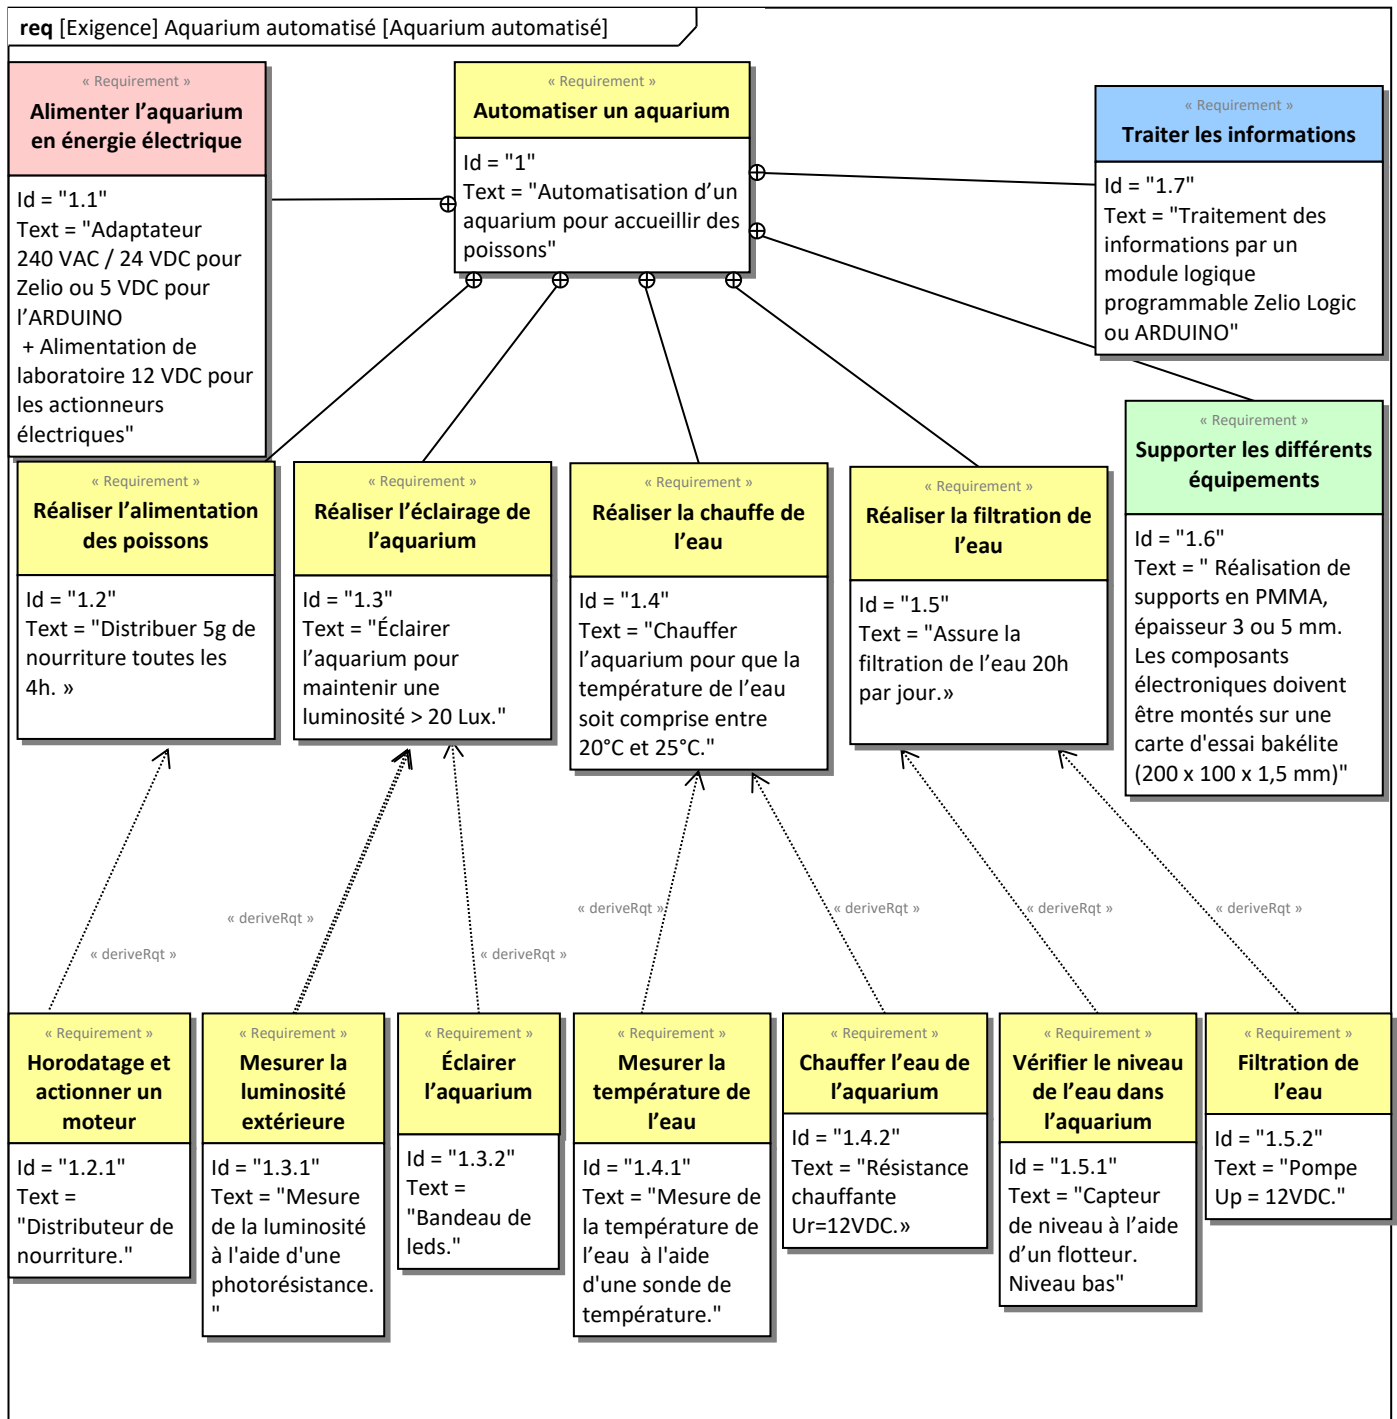 req [Exigence] Aquarium automatisé [Aquarium automatisé]
« Requirement »
Alimenter l’aquarium
en énergie électrique
Id = "1.1"
Text = "Adaptateur
240 VAC / 24 VDC pour
Zelio ou 5 VDC pour
l’ARDUINO
+ Alimentation de
laboratoire 12 VDC pour
les actionneurs
électriques"
« Requirement »
Automatiser un aquarium
Id = "1"
Text = "Automatisation d’un
aquarium pour accueillir des
poissons"
« Requirement »
Traiter les informations
Id = "1.7"
Text = "Traitement des
informations par un
module logique
programmable Zelio Logic
ou ARDUINO"
« Requirement »
Réaliser l’alimentation
des poissons
Id = "1.2"
Text = "Distribuer 5g de
nourriture toutes les
4h. »
« Requirement »
Réaliser l’éclairage de
l’aquarium
Id = "1.3"
Text = "Éclairer
l’aquarium pour
maintenir une
luminosité > 20 Lux."
« Requirement »
Réaliser la chauffe de
l’eau
Id = "1.4"
Text = "Chauffer
l’aquarium pour que la
température de l’eau
soit comprise entre
20°C et 25°C."
« Requirement »
Réaliser la filtration de
l’eau
Id = "1.5"
Text = "Assure la
filtration de l’eau 20h
par jour.»
« Requirement »
Supporter les différents
équipements
Id = "1.6"
Text = " Réalisation de
supports en PMMA,
épaisseur 3 ou 5 mm.
Les composants
électroniques doivent
être montés sur une
carte d'essai bakélite
(200 x 100 x 1,5 mm)"
« deriveRqt »
« deriveRqt »
« deriveRqt »
« deriveRqt »
« deriveRqt »
« deriveRqt »
« deriveRqt »
« Requirement »
Horodatage et
actionner un
moteur
Id = "1.2.1"
Text =
"Distributeur de
nourriture."
« Requirement »
Mesurer la
luminosité
extérieure
Id = "1.3.1"
Text = "Mesure
de la luminosité
à l'aide d'une
photorésistance.
"
« Requirement »
Éclairer
l’aquarium
Id = "1.3.2"
Text =
"Bandeau de
leds."
« Requirement »
Mesurer la
température de
l’eau
Id = "1.4.1"
Text = "Mesure de
la température de
l’eau à l'aide
d'une sonde de
température."
« Requirement »
Chauffer l’eau de
l’aquarium
Id = "1.4.2"
Text = "Résistance
chauffante
Ur=12VDC.»
« Requirement »
Vérifier le niveau
de l’eau dans
l’aquarium
Id = "1.5.1"
Text = "Capteur
de niveau à l’aide
d’un flotteur.
Niveau bas"
« Requirement »
Filtration de
l’eau
Id = "1.5.2"
Text = "Pompe
Up = 12VDC."